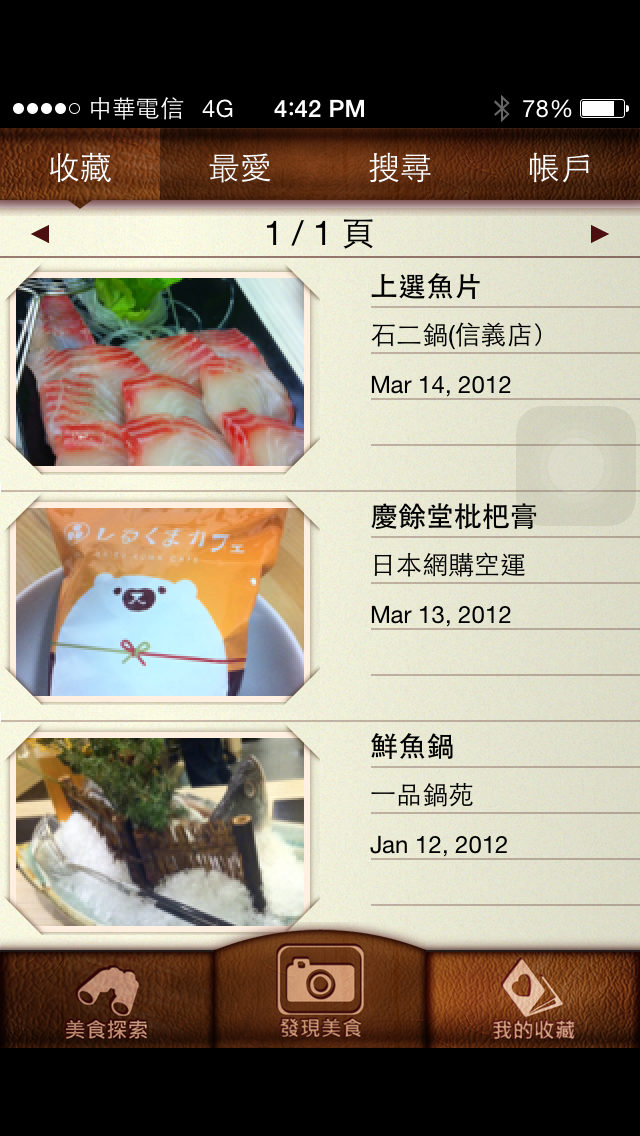 中華電信 4G 4:42 PM 78%
收藏 最愛 搜尋 帳戶
1 / 1 頁
上選魚片
石二鍋(信義店)
Mar 14, 2012
しろくまカフェ
慶餘堂枇杷膏
日本網購空運
Mar 13, 2012
鮮魚鍋
一品鍋苑
Jan 12, 2012
美食探索 發現美食 我的收藏